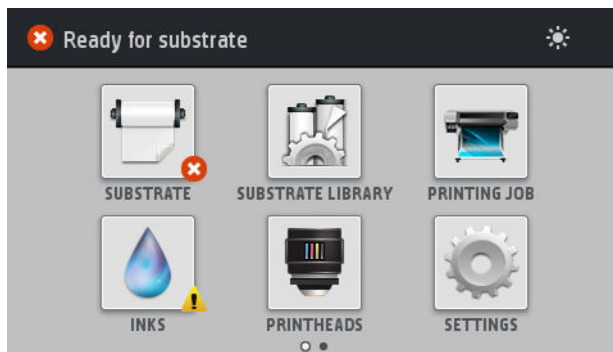 Ready for substrate
SUBSTRATE SUBSTRATE LIBRARY PRINTING JOB
INKS PRINTHEADS SETTINGS